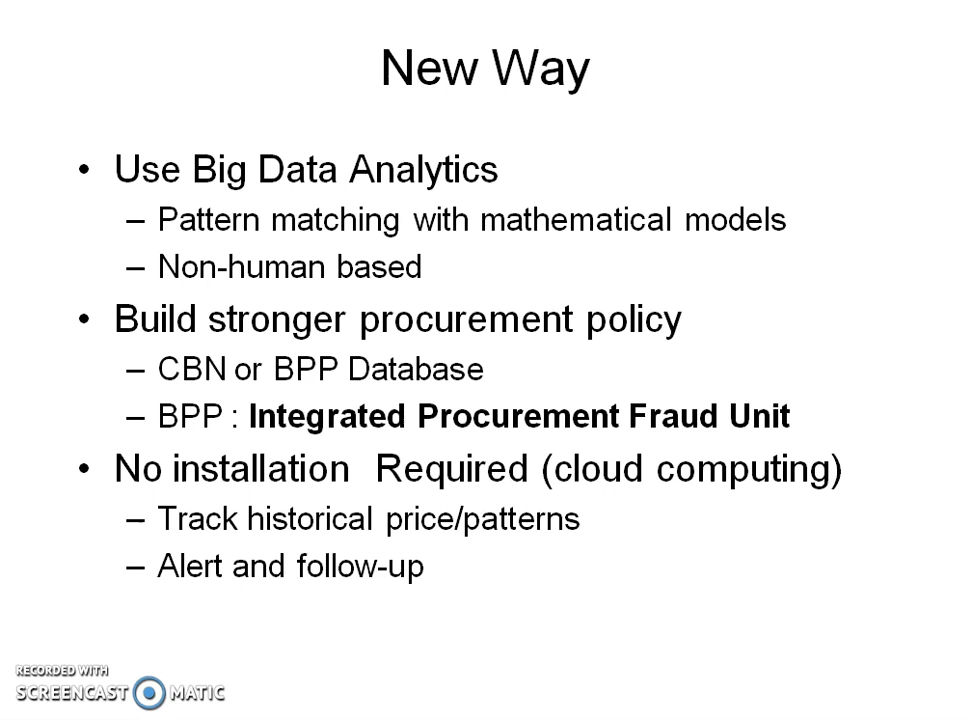 New Way
• Use Big Data Analytics
– Pattern matching with mathematical models
– Non-human based
• Build stronger procurement policy
– CBN or BPP Database
– BPP : Integrated Procurement Fraud Unit
• No installation  Required (cloud computing)
– Track historical price/patterns
– Alert and follow-up
RECORDED WITH
SCREENCAST MATIC